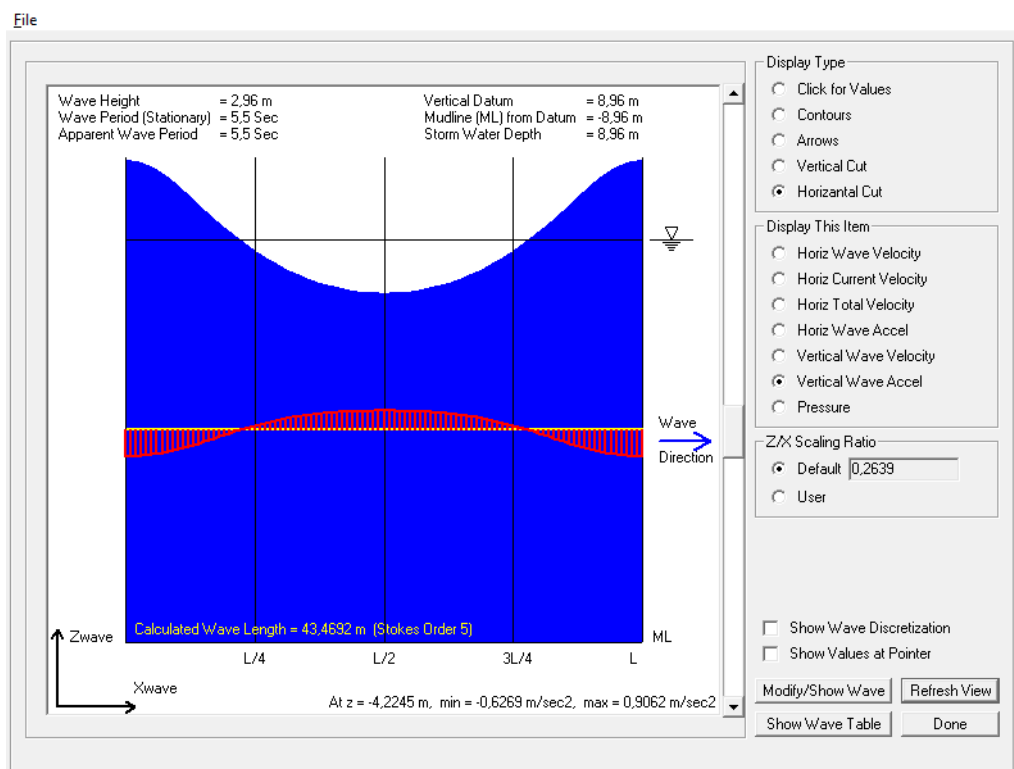 File
Wave Height = 2,96 m
Wave Period (Stationary) = 5,5 Sec
Apparent Wave Period = 5,5 Sec
Vertical Datum = 8,96 m
Mudline (ML) from Datum = -8,96 m
Storm Water Depth = 8,96 m
Wave
Direction
Calculated Wave Length = 43,4692 m (Stokes Order 5)
Zwave
ML
L/4 L/2 3L/4 L
Xwave
At z = -4,2245 m, min = -0,6269 m/sec2, max = 0,9062 m/sec2
Display Type
Click for Values
Contours
Arrows
Vertical Cut
Horizantal Cut
Display This Item
Horiz Wave Velocity
Horiz Current Velocity
Horiz Total Velocity
Horiz Wave Accel
Vertical Wave Velocity
Vertical Wave Accel
Pressure
Z/X Scaling Ratio
Default 0,2639
User
Show Wave Discretization
Show Values at Pointer
Modify/Show Wave Refresh View
Show Wave Table Done